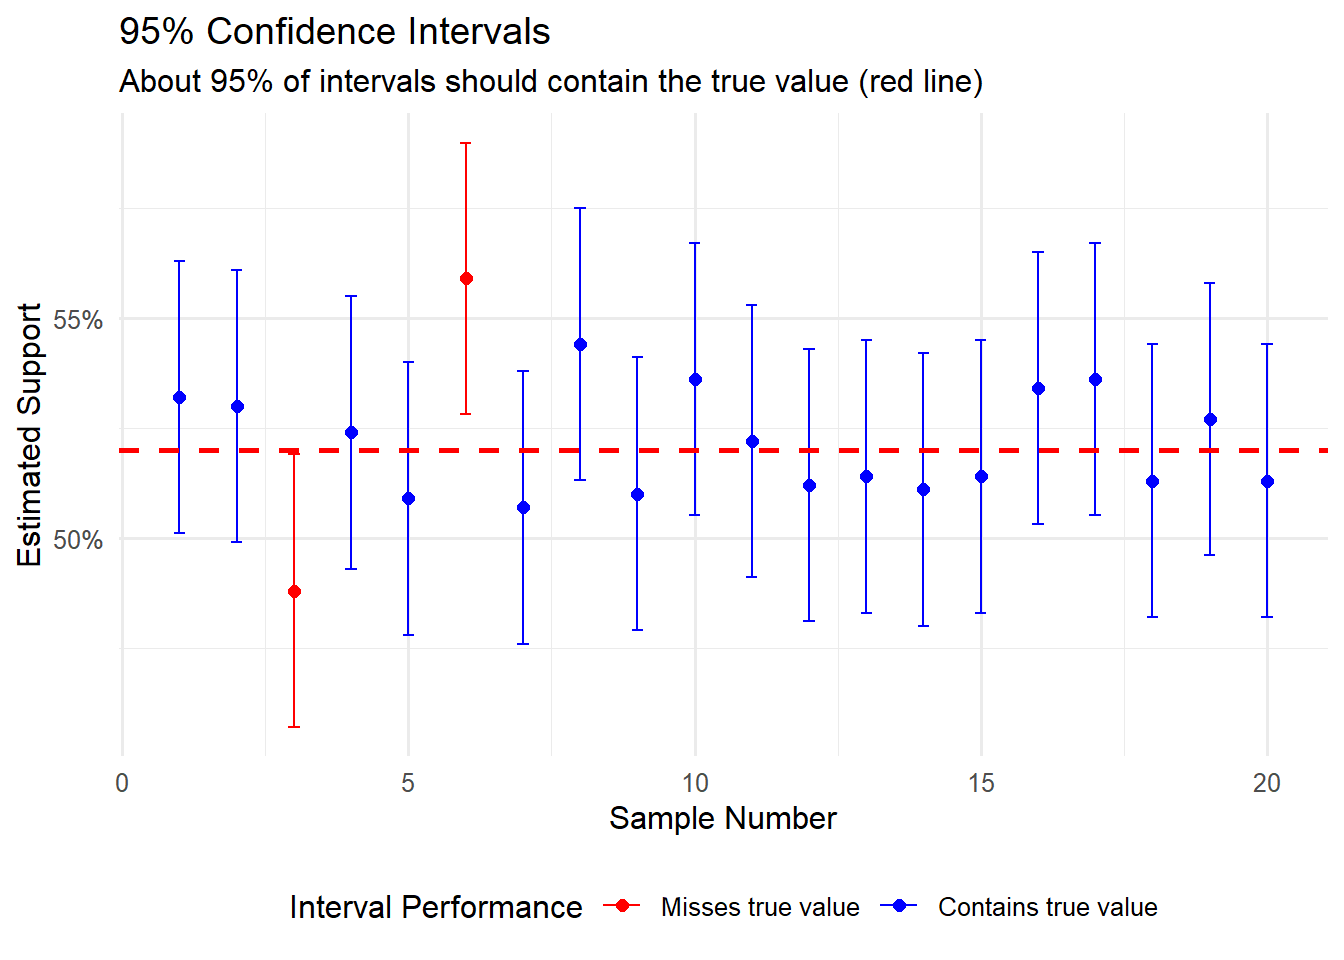 95% Confidence Intervals
About 95% of intervals should contain the true value (red line)
Estimated Support
55%
50%
0 5 10 15 20
Sample Number
Interval Performance Misses true value Contains true value